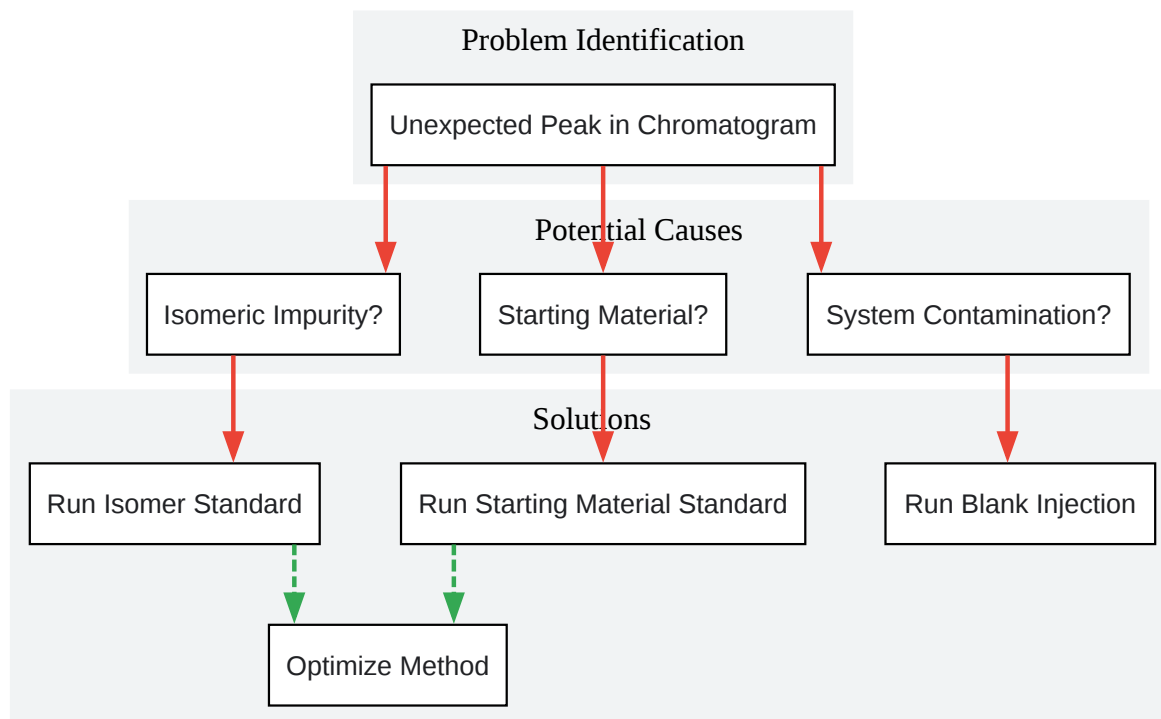 Problem Identification
Unexpected Peak in Chromatogram
Potential Causes
Isomeric Impurity?
Starting Material?
System Contamination?
Solutions
Run Isomer Standard
Run Starting Material Standard
Run Blank Injection
Optimize Method